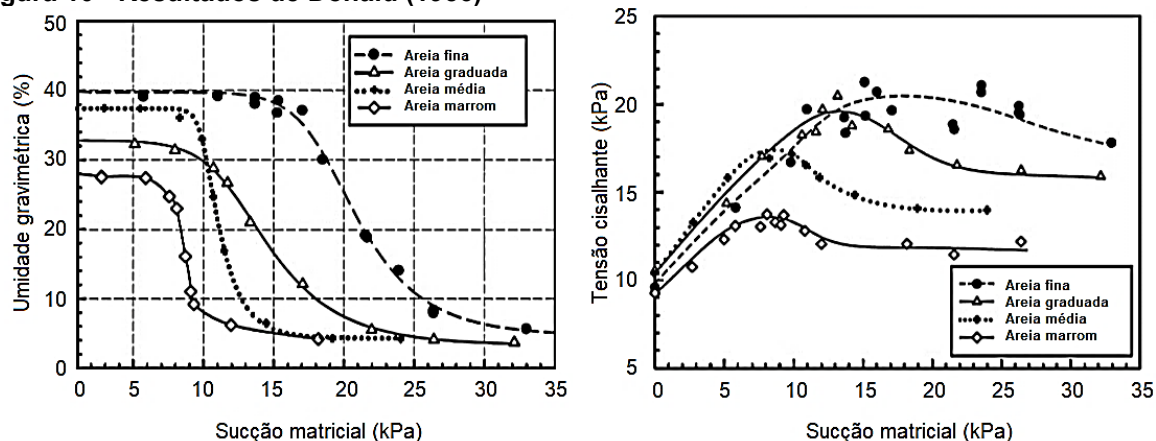 50
40
30
20
10
0
Umidade gravimétrica (%)
Areia fina
Areia graduada
Areia média
Areia marrom
0 5 10 15 20 25 30 35
Sucção matricial (kPa)
25
20
15
10
5
Tensão cisalhante (kPa)
Areia fina
Areia graduada
Areia média
Areia marrom
0 5 10 15 20 25 30 35
Sucção matricial (kPa)